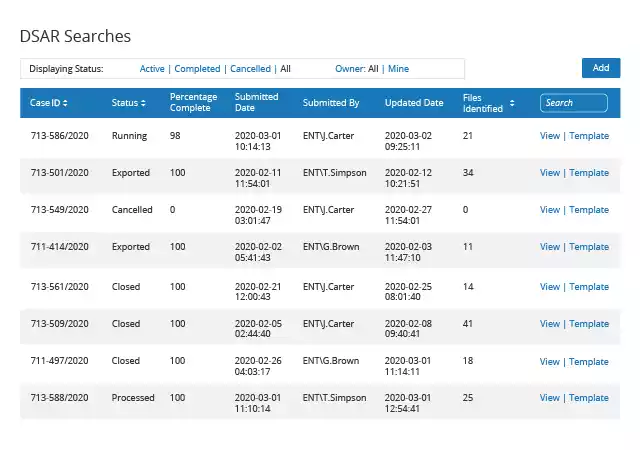 DSAR Searches
Displaying Status: Active | Completed | Cancelled | All Owner: All | Mine Add
Case ID Status Percentage Complete Submitted Date Submitted By Updated Date Files Identified Search
713-586/2020 Running 98 2020-03-01 10:14:13 ENT\J.Carter 2020-03-02 09:25:11 21 View | Template
713-501/2020 Exported 100 2020-02-11 11:54:01 ENT\T.Simpson 2020-02-12 10:21:51 34 View | Template
713-549/2020 Cancelled 0 2020-02-19 03:01:47 ENT\J.Carter 2020-02-27 11:54:01 0 View | Template
711-414/2020 Exported 100 2020-02-02 05:41:43 ENT\G.Brown 2020-02-03 11:47:10 11 View | Template
713-561/2020 Closed 100 2020-02-21 12:00:43 ENT\J.Carter 2020-02-25 08:01:40 14 View | Template
713-509/2020 Closed 100 2020-02-05 02:44:40 ENT\J.Carter 2020-02-08 09:40:41 41 View | Template
711-497/2020 Closed 100 2020-02-26 04:03:17 ENT\G.Brown 2020-03-01 11:14:11 18 View | Template
713-588/2020 Processed 100 2020-03-01 11:10:14 ENT\T.Simpson 2020-03-01 12:54:41 25 View | Template